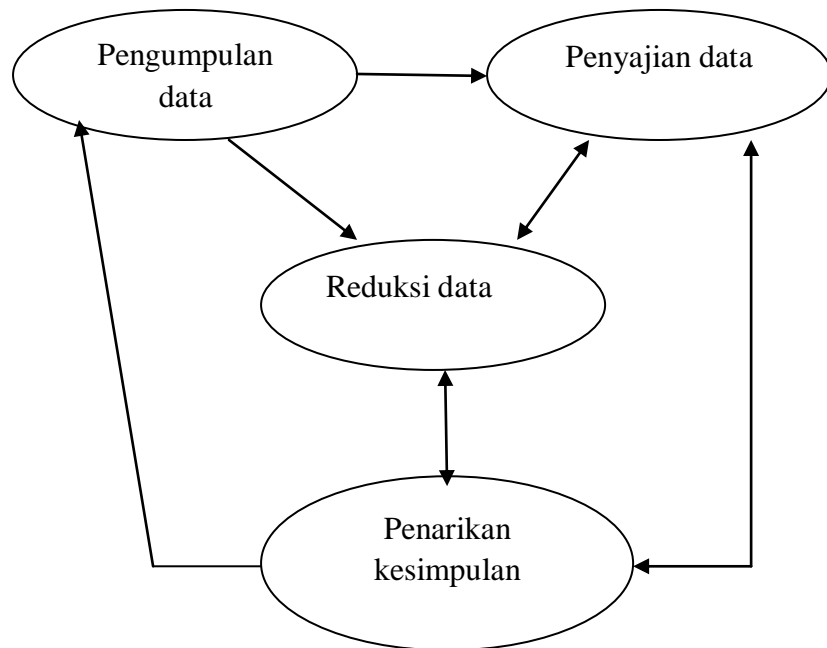 Pengumpulan
data
Penyajian data
Reduksi data
Penarikan
kesimpulan